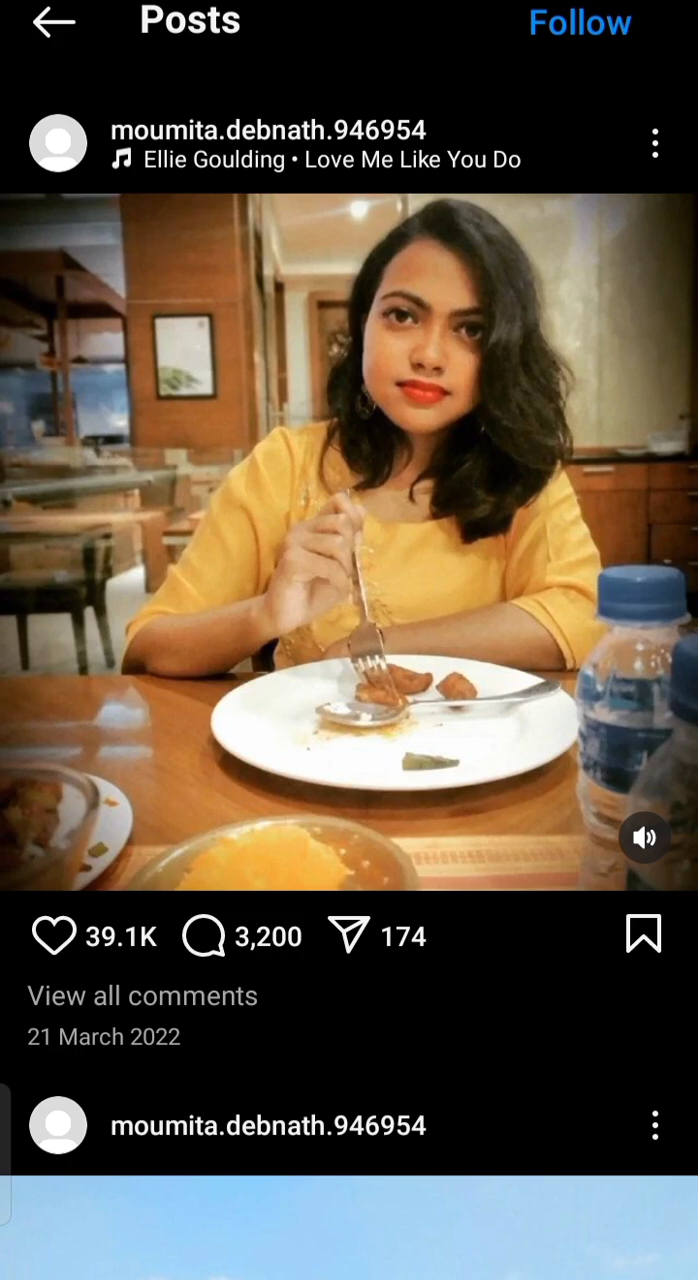 Posts
Follow
moumita.debnath.946954
Ellie Goulding • Love Me Like You Do
39.1K 3,200 174
View all comments
21 March 2022
moumita.debnath.946954